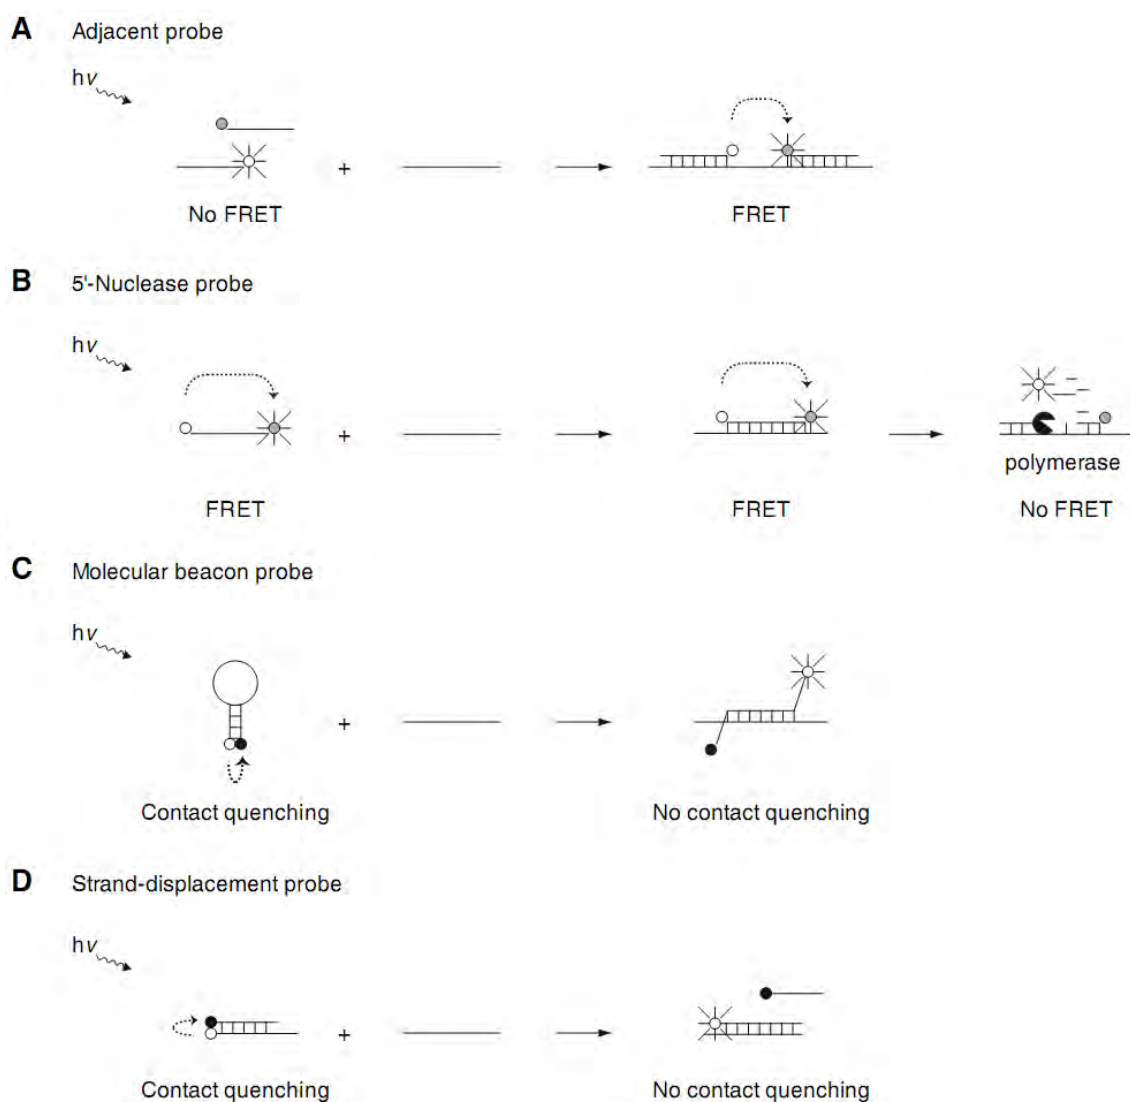 A Adjacent probe
hν
+
No FRET FRET
B 5'-Nuclease probe
hν
+
polymerase
FRET FRET No FRET
C Molecular beacon probe
hν
+
Contact quenching No contact quenching
D Strand-displacement probe
hν
+
Contact quenching No contact quenching